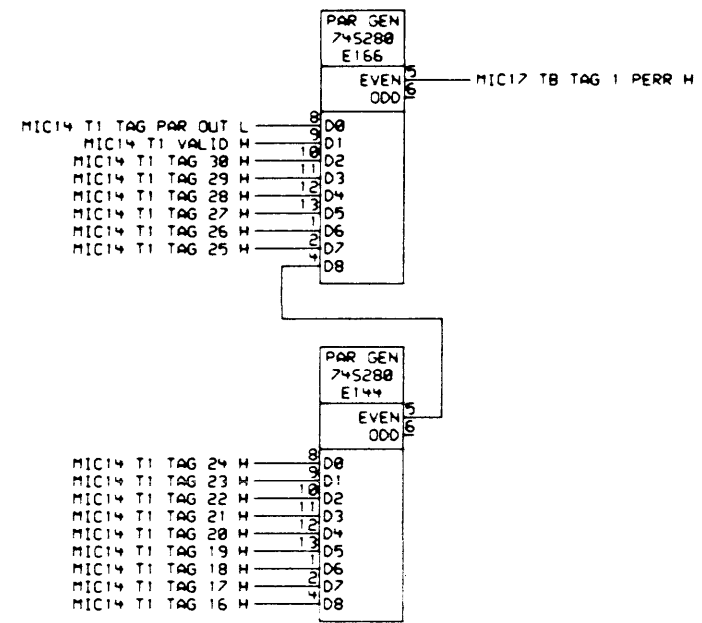 PAR GEN
74S280
E166
EVEN 5 MIC17 TB TAG 1 PERR H
ODD 6
MIC14 T1 TAG PAR OUT L 8 D0
MIC14 T1 VALID H 9 D1
MIC14 T1 TAG 30 H 10 D2
MIC14 T1 TAG 29 H 11 D3
MIC14 T1 TAG 28 H 12 D4
MIC14 T1 TAG 27 H 13 D5
MIC14 T1 TAG 26 H 1 D6
MIC14 T1 TAG 25 H 2 D7
4 D8
PAR GEN
74S280
E144
EVEN 5
ODD 6
MIC14 T1 TAG 24 H 8 D0
MIC14 T1 TAG 23 H 9 D1
MIC14 T1 TAG 22 H 10 D2
MIC14 T1 TAG 21 H 11 D3
MIC14 T1 TAG 20 H 12 D4
MIC14 T1 TAG 19 H 13 D5
MIC14 T1 TAG 18 H 1 D6
MIC14 T1 TAG 17 H 2 D7
MIC14 T1 TAG 16 H 4 D8